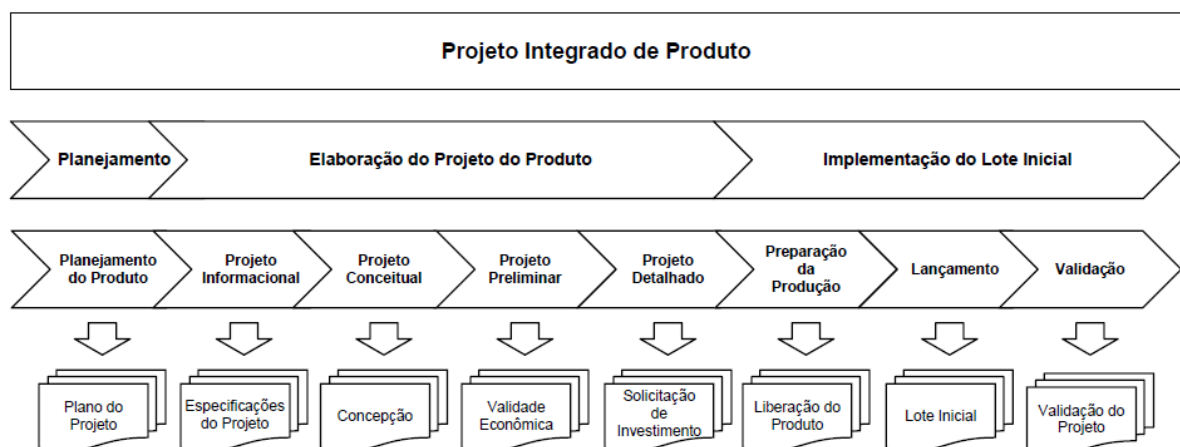 Projeto Integrado de Produto
Planejamento
Elaboração do Projeto do Produto
Implementação do Lote Inicial
Planejamento
do Produto
Projeto
Informacional
Projeto
Conceitual
Projeto
Preliminar
Projeto
Detalhado
Preparação
da
Produção
Lançamento
Validação
Plano do
Projeto
Especificações
do Projeto
Concepção
Validade
Econômica
Solicitação
de
Investimento
Liberação do
Produto
Lote Inicial
Validação do
Projeto